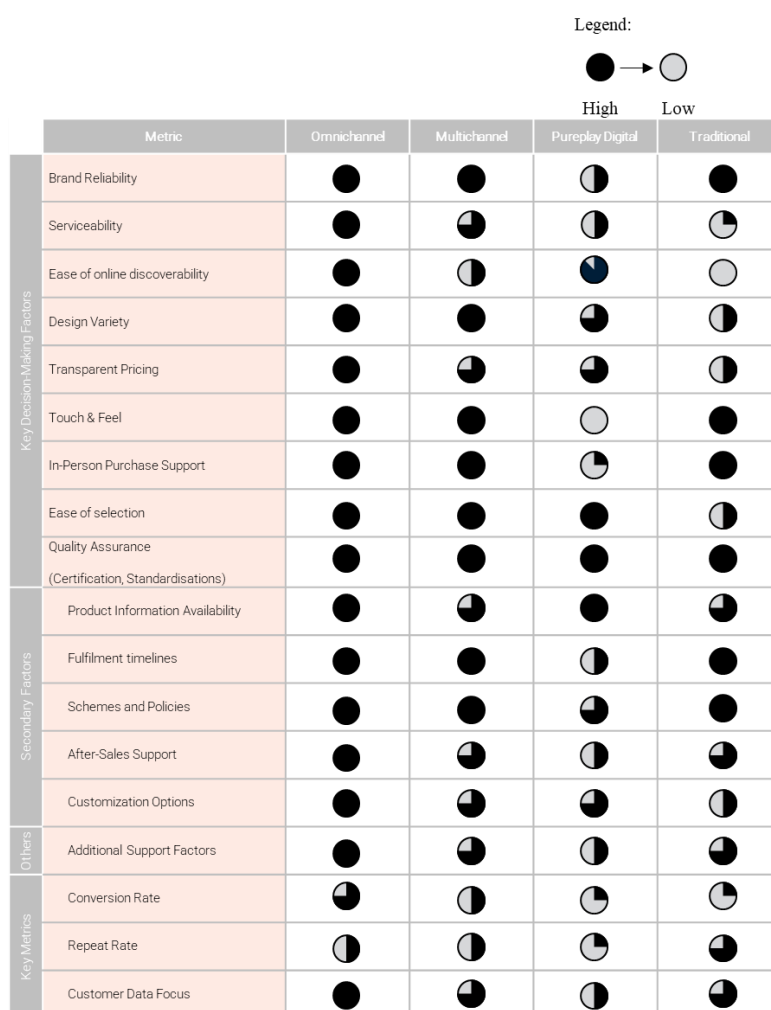 Legend:
High Low
Metric Omnichannel Multichannel Pureplay Digital Traditional
Key Decision-Making Factors
Brand Reliability
Serviceability
Ease of online discoverability
Design Variety
Transparent Pricing
Touch & Feel
In-Person Purchase Support
Ease of selection
Quality Assurance
(Certification, Standardisations)
Secondary Factors
Product Information Availability
Fulfilment timelines
Schemes and Policies
After-Sales Support
Customization Options
Others
Additional Support Factors
Key Metrics
Conversion Rate
Repeat Rate
Customer Data Focus